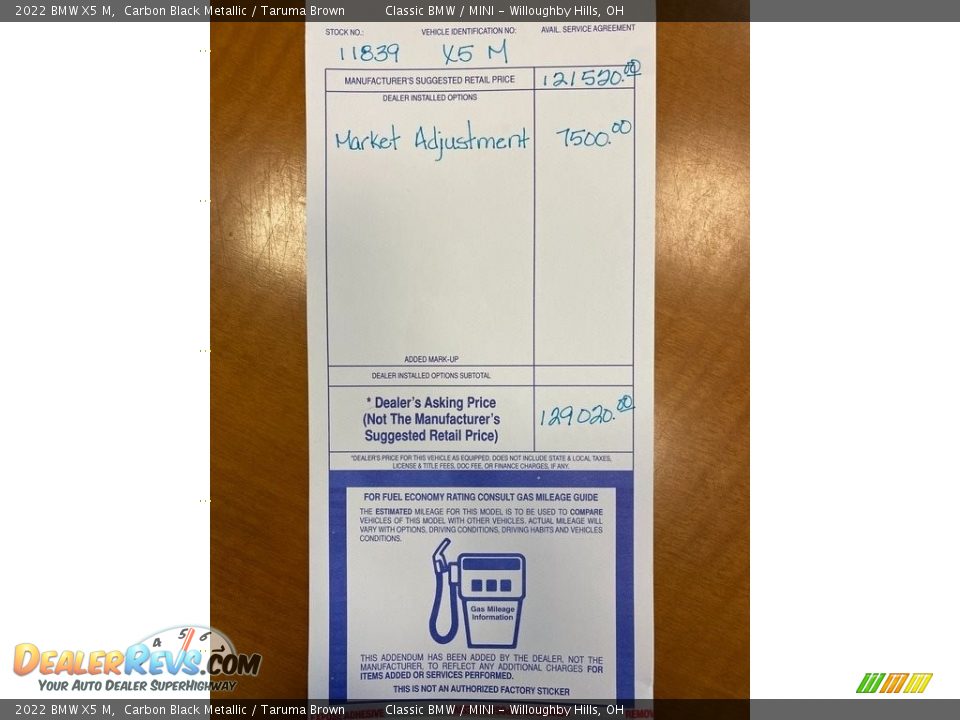 2022 BMW X5 M, Carbon Black Metallic / Taruma Brown Classic BMW / MINI - Willoughby Hills, OH
STOCK NO.: VEHICLE IDENTIFICATION NO: AVAIL. SERVICE AGREEMENT
11839 X5 M
MANUFACTURER'S SUGGESTED RETAIL PRICE 121520.00
DEALER INSTALLED OPTIONS
Market Adjustment 7500.00
ADDED MARK-UP
DEALER INSTALLED OPTIONS SUBTOTAL
* Dealer's Asking Price
(Not The Manufacturer's 129020.00
Suggested Retail Price)
*DEALER'S PRICE FOR THIS VEHICLE AS EQUIPPED. DOES NOT INCLUDE STATE & LOCAL TAXES,
LICENSE & TITLE FEES, DOC FEE, OR FINANCE CHARGES, IF ANY.
FOR FUEL ECONOMY RATING CONSULT GAS MILEAGE GUIDE
THE ESTIMATED MILEAGE FOR THIS MODEL IS TO BE USED TO COMPARE
VEHICLES OF THIS MODEL WITH OTHER VEHICLES. ACTUAL MILEAGE WILL
VARY WITH OPTIONS, DRIVING CONDITIONS, DRIVING HABITS AND VEHICLES
CONDITIONS.
Gas Mileage
Information
THIS ADDENDUM HAS BEEN ADDED BY THE DEALER, NOT THE
MANUFACTURER, TO REFLECT ANY ADDITIONAL CHARGES FOR
ITEMS ADDED OR SERVICES PERFORMED.
THIS IS NOT AN AUTHORIZED FACTORY STICKER
4 5 6
DEALERREVS.COM
YOUR AUTO DEALER SUPERHIGHWAY
2022 BMW X5 M, Carbon Black Metallic / Taruma Brown Classic BMW / MINI - Willoughby Hills, OH